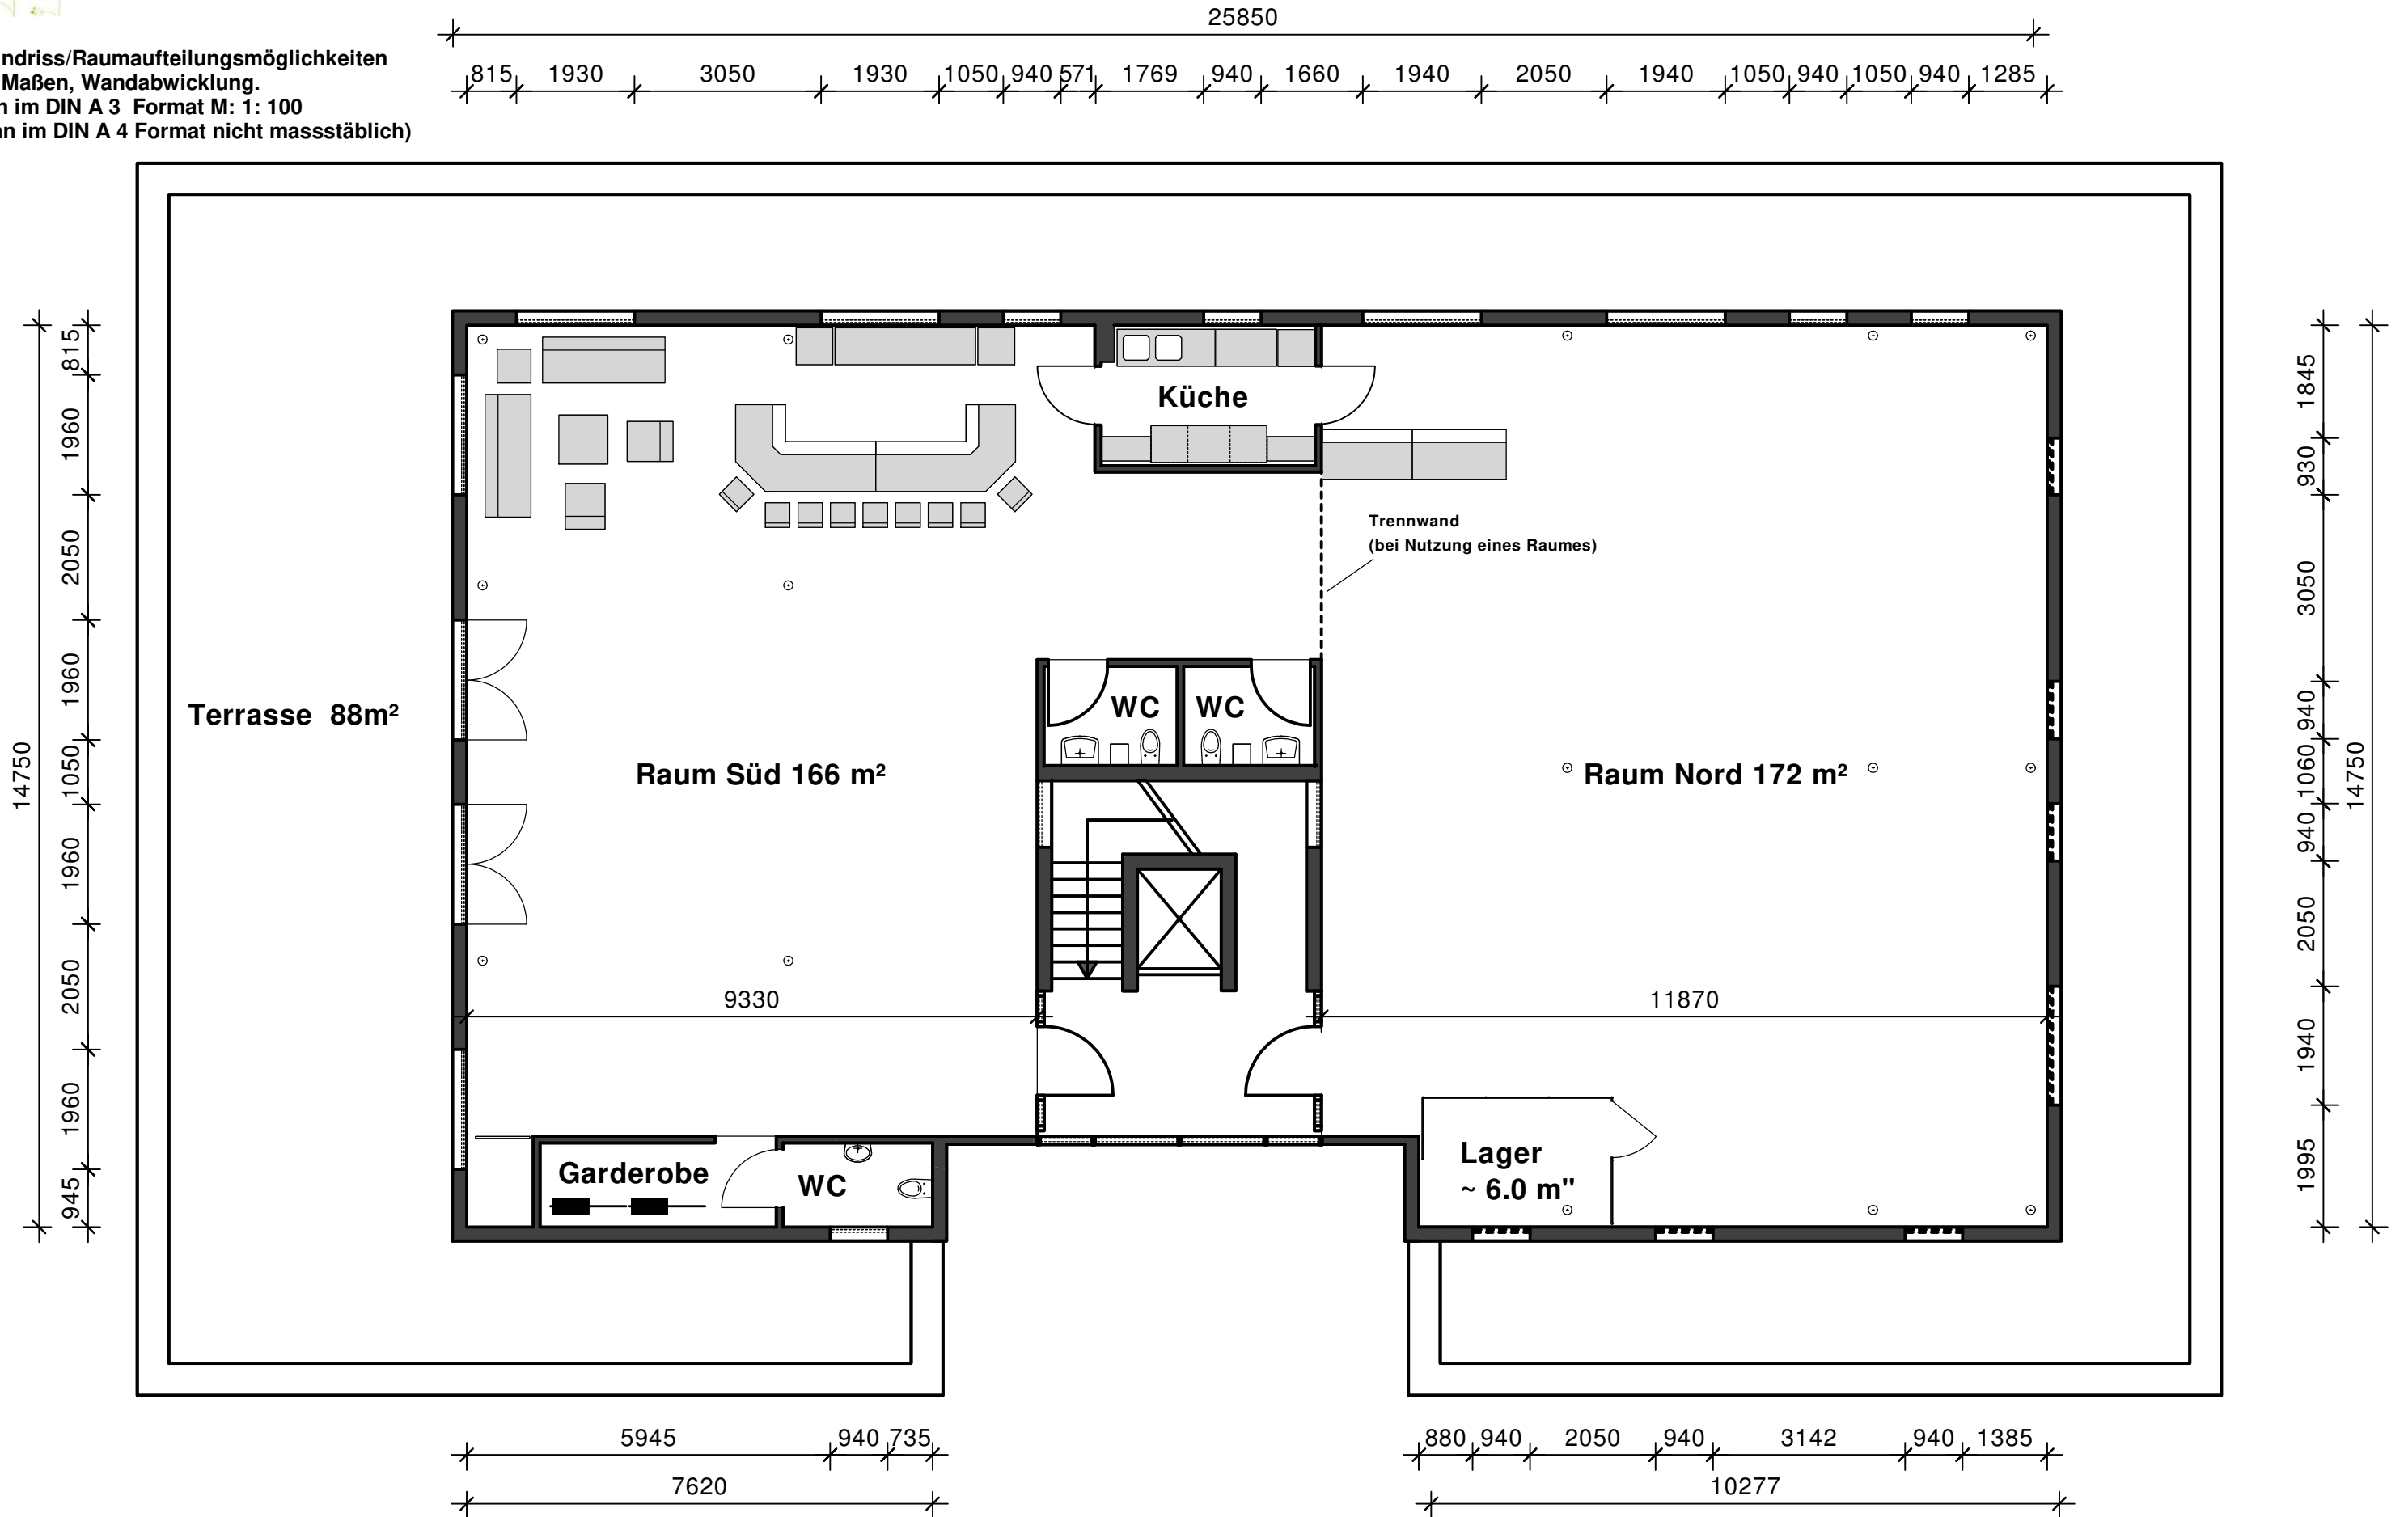 25850
ndriss/Raumaufteilungsmöglichkeiten
Maßen, Wandabwicklung.
n im DIN A 3 Format M: 1: 100
an im DIN A 4 Format nicht massstäblich)
815 1930 3050 1930 1050 940 571 1769 940 1660 1940 2050 1940 1050 940 1050 940 1285
14750
815
1960
2050
1960
1050
1960
2050
1960
945
Küche
Trennwand
(bei Nutzung eines Raumes)
Terrasse 88m²
WC WC
Raum Süd 166 m²
Raum Nord 172 m²
9330
11870
Garderobe
WC
Lager
~ 6.0 m"
1845
930
3050
940
1060
940
2050
1940
1995
14750
5945 940 735
7620
880 940 2050 940 3142 940 1385
10277